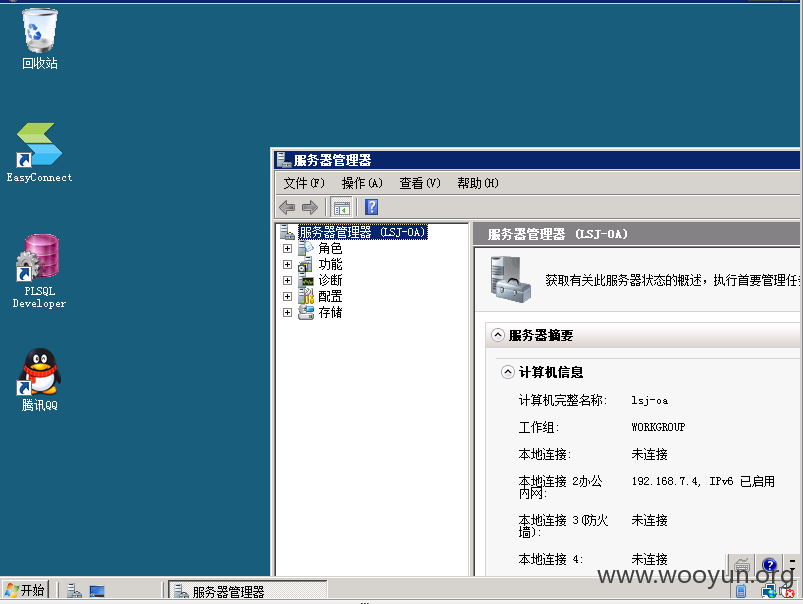 回收站
EasyConnect
PLSQL
Developer
腾讯QQ
服务器管理器
文件(F) 操作(A) 查看(V) 帮助(H)
服务器管理器 (LSJ-OA)
角色
功能
诊断
配置
存储
服务器管理器 (LSJ-OA)
获取有关此服务器状态的概述，执行首要管理任务
服务器摘要
计算机信息
计算机完整名称: lsj-oa
工作组: WORKGROUP
本地连接: 未连接
本地连接 2办公
内网: 192.168.7.4, IPv6 已启用
本地连接 3(防火
墙): 未连接
本地连接 4: 未连接
开始
服务器管理器
www.wooyun.org